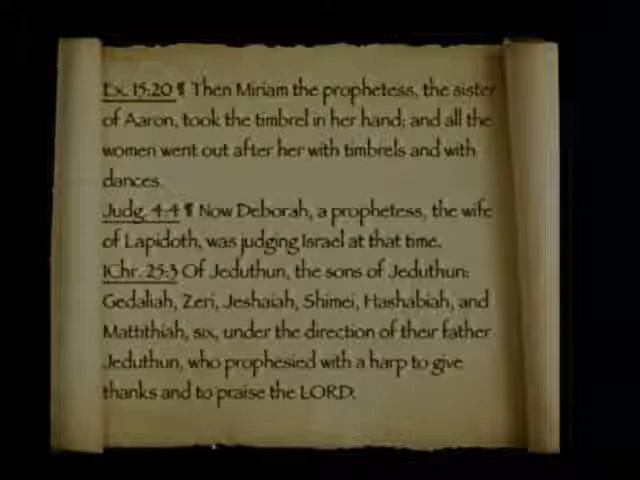 Ex. 15:20 ¶ Then Miriam the prophetess, the sister
of Aaron, took the timbrel in her hand; and all the
women went out after her with timbrels and with
dances.
Judg. 4:4 ¶ Now Deborah, a prophetess, the wife
of Lapidoth, was judging Israel at that time.
1Chr. 25:3 Of Jeduthun, the sons of Jeduthun:
Gedaliah, Zeri, Jeshaiah, Shimei, Hashabiah, and
Mattithiah, six, under the direction of their father
Jeduthun, who prophesied with a harp to give
thanks and to praise the LORD.